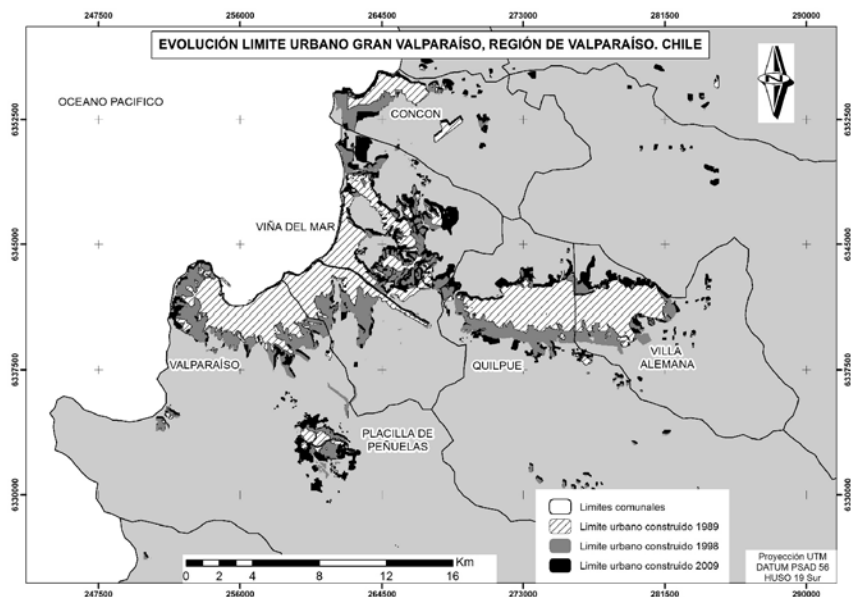 247500 256000 264500 273000 281500 290000
EVOLUCIÓN LIMITE URBANO GRAN VALPARAÍSO, REGIÓN DE VALPARAÍSO. CHILE
N
OCEANO PACIFICO
CONCON
6352500 6352500
VIÑA DEL MAR
6345000 6345000
VALPARAÍSO
QUILPUE
VILLA
ALEMANA
6337500 6337500
PLACILLA DE
PEÑUELAS
6330000 6330000
Limites comunales
Limite urbano construido 1989
Limite urbano construido 1998
Limite urbano construido 2009
Km
0 2 4 8 12 16
Proyección UTM
DATUM PSAD 56
HUSO 19 Sur
247500 256000 264500 273000 281500 290000